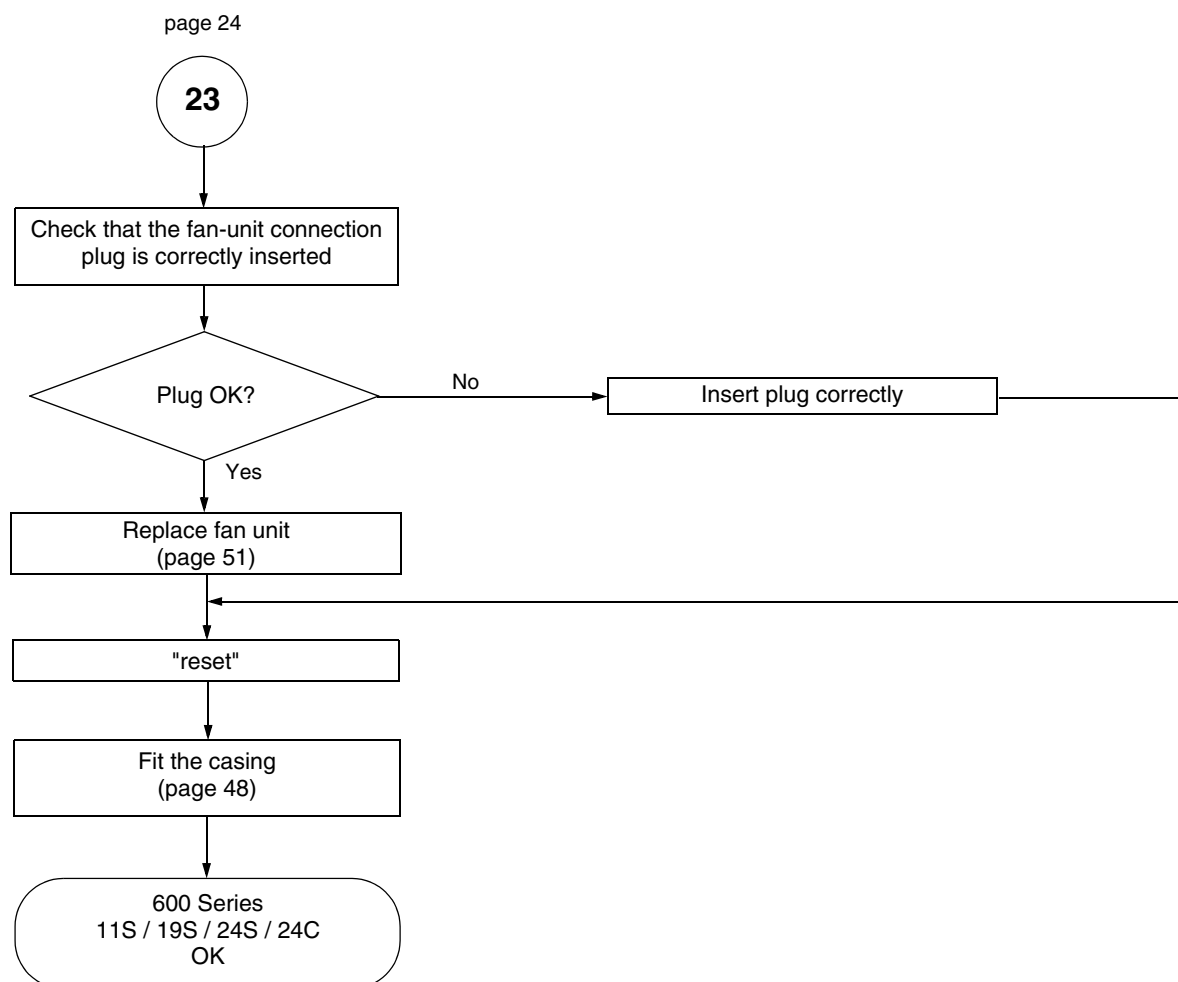 page 24
23
Check that the fan-unit connection
plug is correctly inserted
Plug OK?
No
Insert plug correctly
Yes
Replace fan unit
(page 51)
"reset"
Fit the casing
(page 48)
600 Series
11S / 19S / 24S / 24C
OK